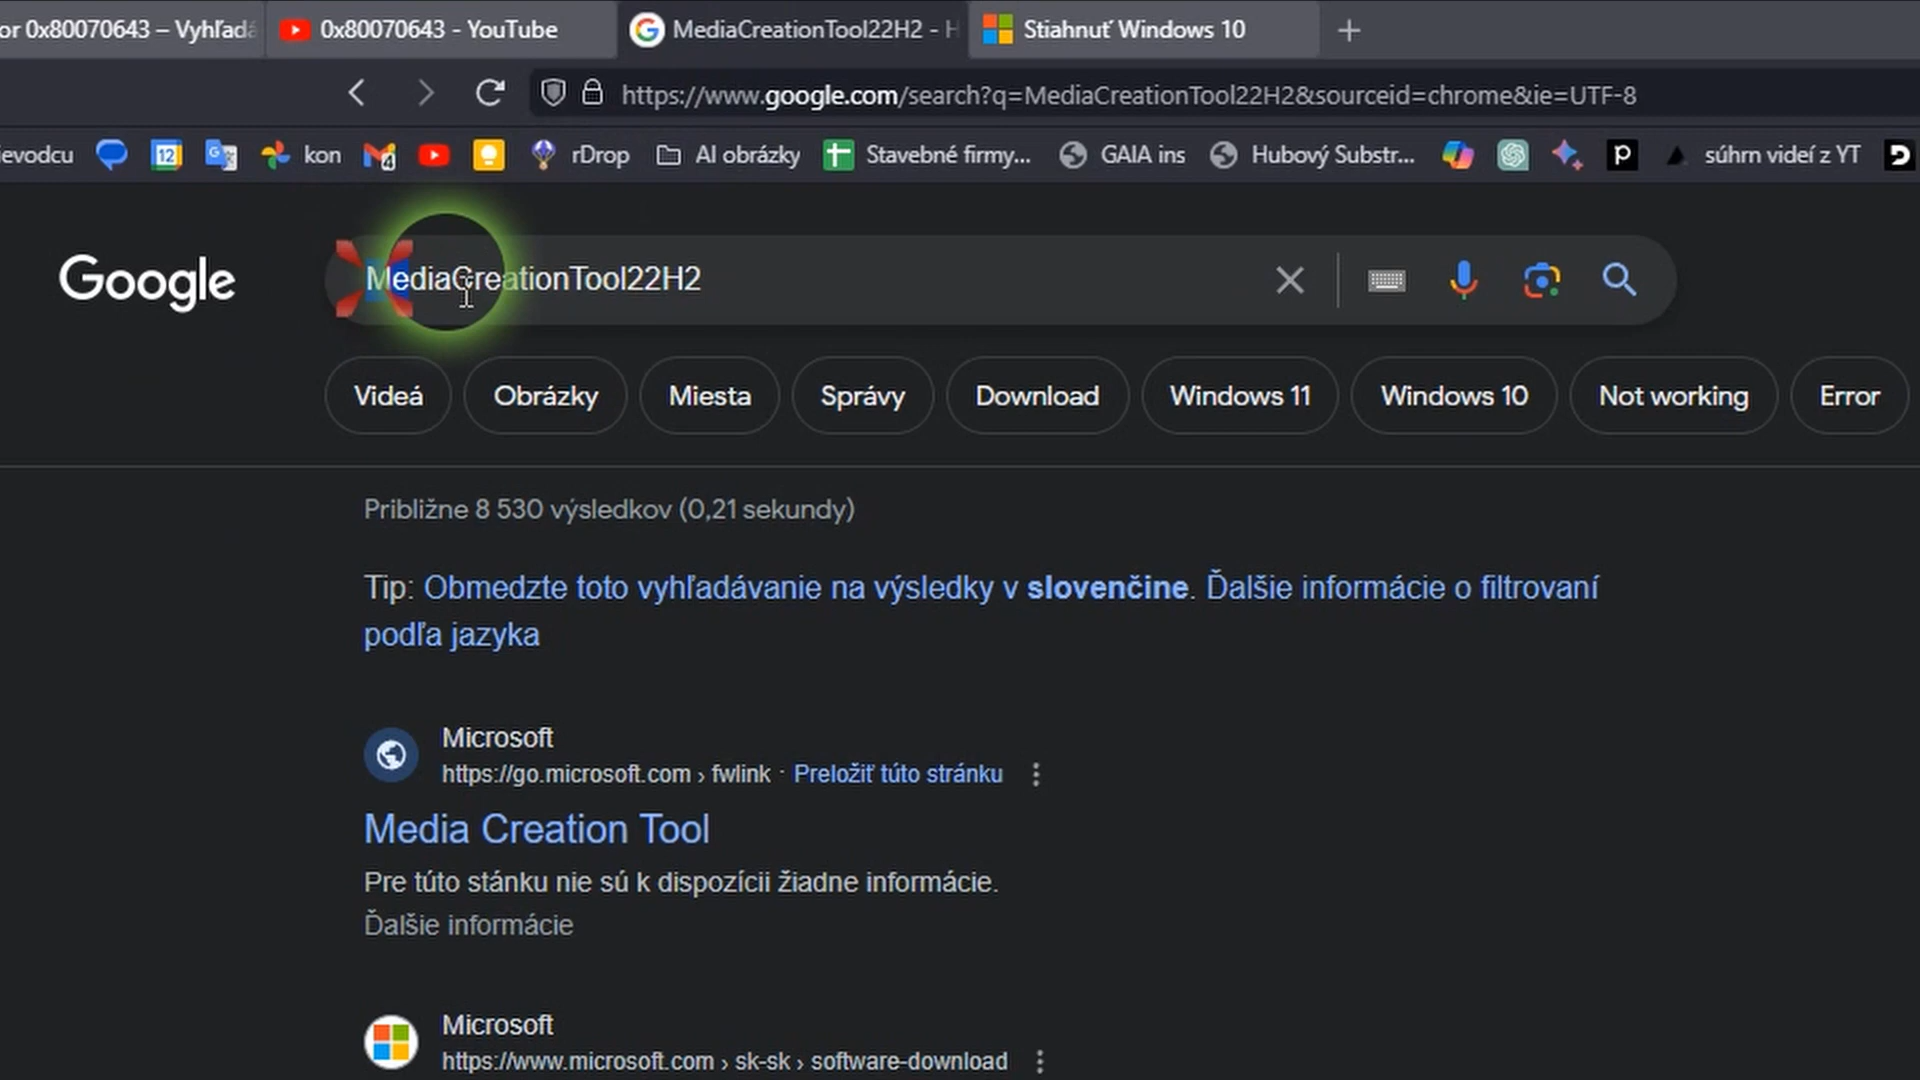 or 0x80070643 – Vyhľadá
0x80070643 - YouTube
MediaCreationTool22H2 - H
Stiahnuť Windows 10
https://www.google.com/search?q=MediaCreationTool22H2&sourceid=chrome&ie=UTF-8
ievodcu
12
kon
4
rDrop
AI obrázky
Stavebné firmy...
GAIA ins
Hubový Substr...
p
súhrn videí z YT
Google
MediaCreationTool22H2
Videá
Obrázky
Miesta
Správy
Download
Windows 11
Windows 10
Not working
Error
Približne 8 530 výsledkov (0,21 sekundy)
Tip: Obmedzte toto vyhľadávanie na výsledky v slovenčine. Ďalšie informácie o filtrovaní
podľa jazyka
Microsoft
https://go.microsoft.com › fwlink · Preložiť túto stránku
Media Creation Tool
Pre túto stánku nie sú k dispozícii žiadne informácie.
Ďalšie informácie
Microsoft
https://www.microsoft.com › sk-sk › software-download